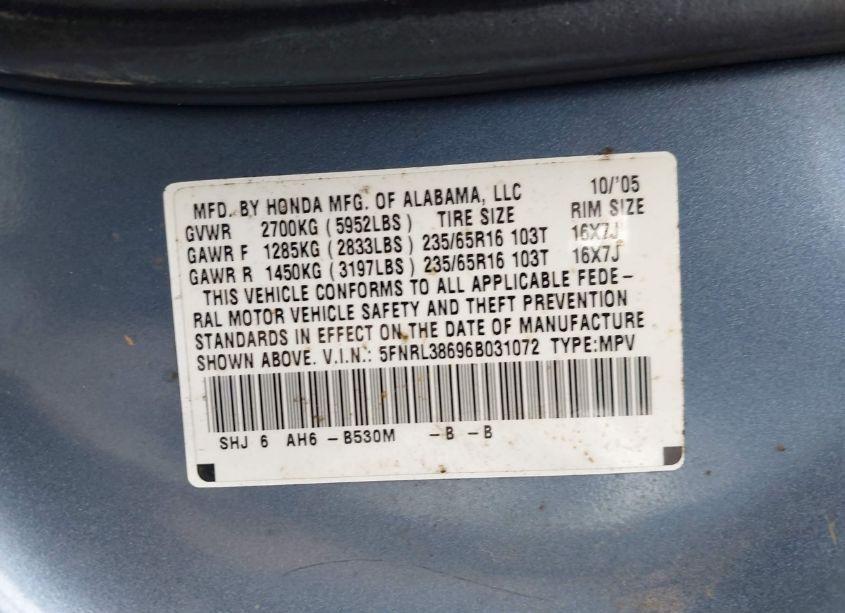 MFD. BY HONDA MFG. OF ALABAMA, LLC 10/'05
GVWR 2700KG (5952LBS) TIRE SIZE RIM SIZE
GAWR F 1285KG (2833LBS) 235/65R16 103T 16X7J
GAWR R 1450KG (3197LBS) 235/65R16 103T 16X7J
THIS VEHICLE CONFORMS TO ALL APPLICABLE FEDE-
RAL MOTOR VEHICLE SAFETY AND THEFT PREVENTION
STANDARDS IN EFFECT ON THE DATE OF MANUFACTURE
SHOWN ABOVE. V.I.N.: 5FNRL38696B031072 TYPE:MPV
SHJ 6 AH6 -B530M -B -B